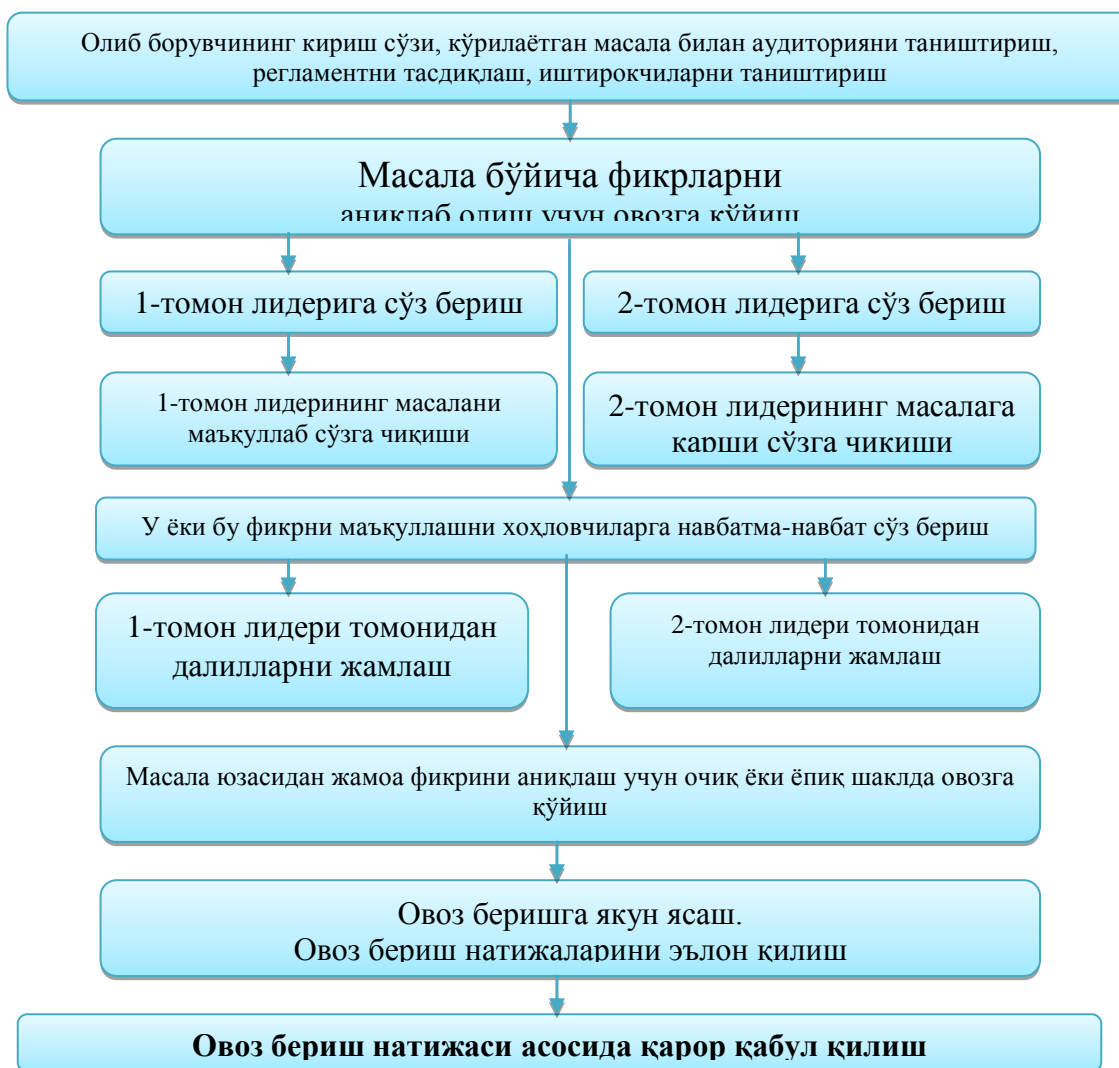 Олиб борувчининг кириш сўзи, кўрилаётган масала билан аудиторияни таништириш,
регламентни тасдиқлаш, иштирокчиларни таништириш
Масала бўйича фикрларни
аниқлаб олиш учун овозга қўйиш
1-томон лидерига сўз бериш
2-томон лидерига сўз бериш
1-томон лидерининг масалани
маъқуллаб сўзга чиқиши
2-томон лидерининг масалага
қарши сўзга чиқиши
У ёки бу фикрни маъқуллашни хоҳловчиларга навбатма-навбат сўз бериш
1-томон лидери томонидан
далилларни жамлаш
2-томон лидери томонидан
далилларни жамлаш
Масала юзасидан жамоа фикрини аниқлаш учун очиқ ёки ёпиқ шаклда овозга
қўйиш
Овоз беришга якун ясаш.
Овоз бериш натижаларини эълон қилиш
Овоз бериш натижаси асосида қарор қабул қилиш